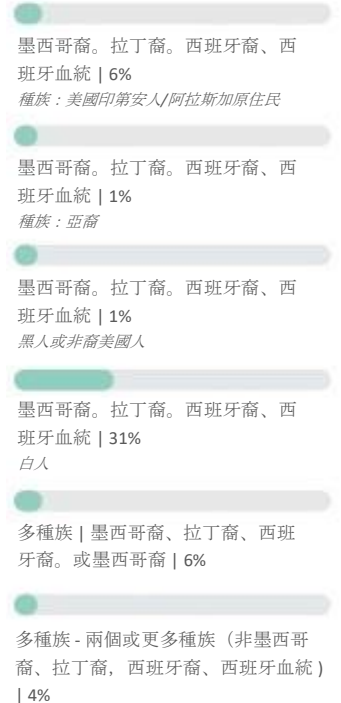 墨西哥裔。拉丁裔。西班牙裔、西
班牙血統 | 6%
種族：美國印第安人/阿拉斯加原住民
墨西哥裔。拉丁裔。西班牙裔、西
班牙血統 | 1%
種族：亞裔
墨西哥裔。拉丁裔。西班牙裔、西
班牙血統 | 1%
黑人或非裔美國人
墨西哥裔。拉丁裔。西班牙裔、西
班牙血統 | 31%
白人
多種族 | 墨西哥裔、拉丁裔、西班
牙裔。或墨西哥裔 | 6%
多種族 - 兩個或更多種族（非墨西哥
裔、拉丁裔，西班牙裔、西班牙血統 )
| 4%